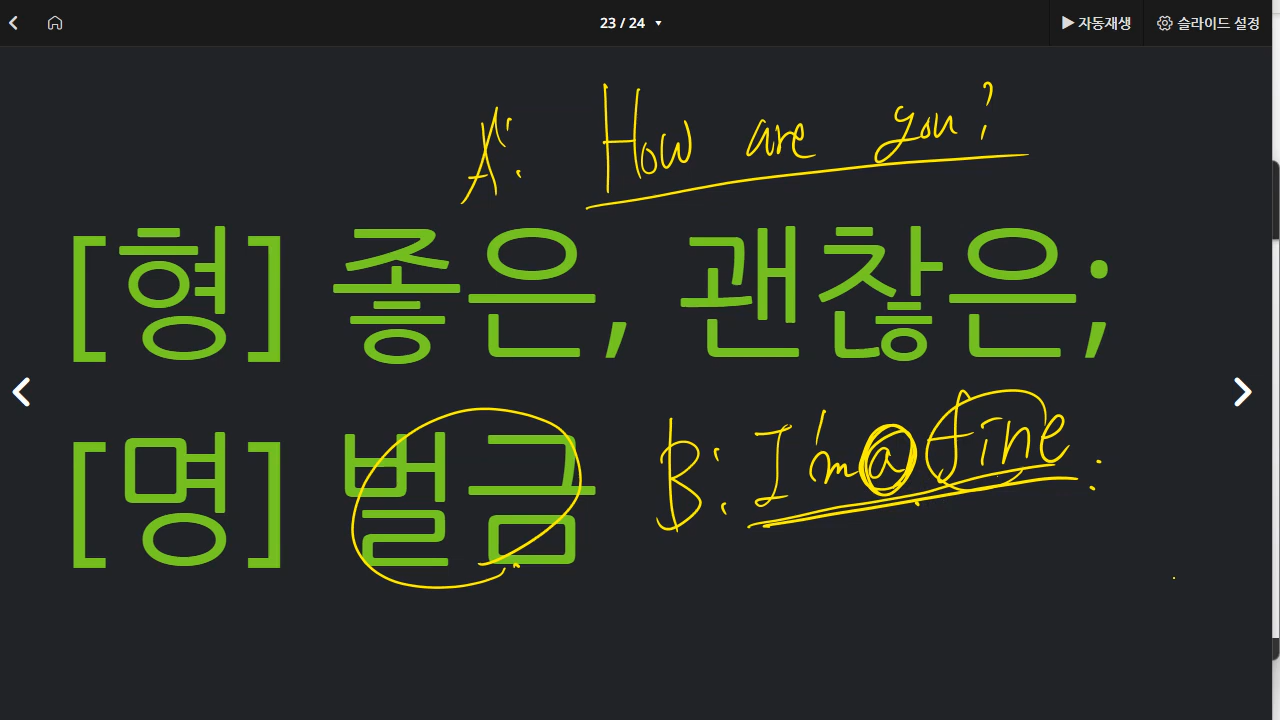 23 / 24
자동재생
슬라이드 설정
A: How are you?
[형] 좋은, 괜찮은;
[명] 벌금
B: I'm a fine.